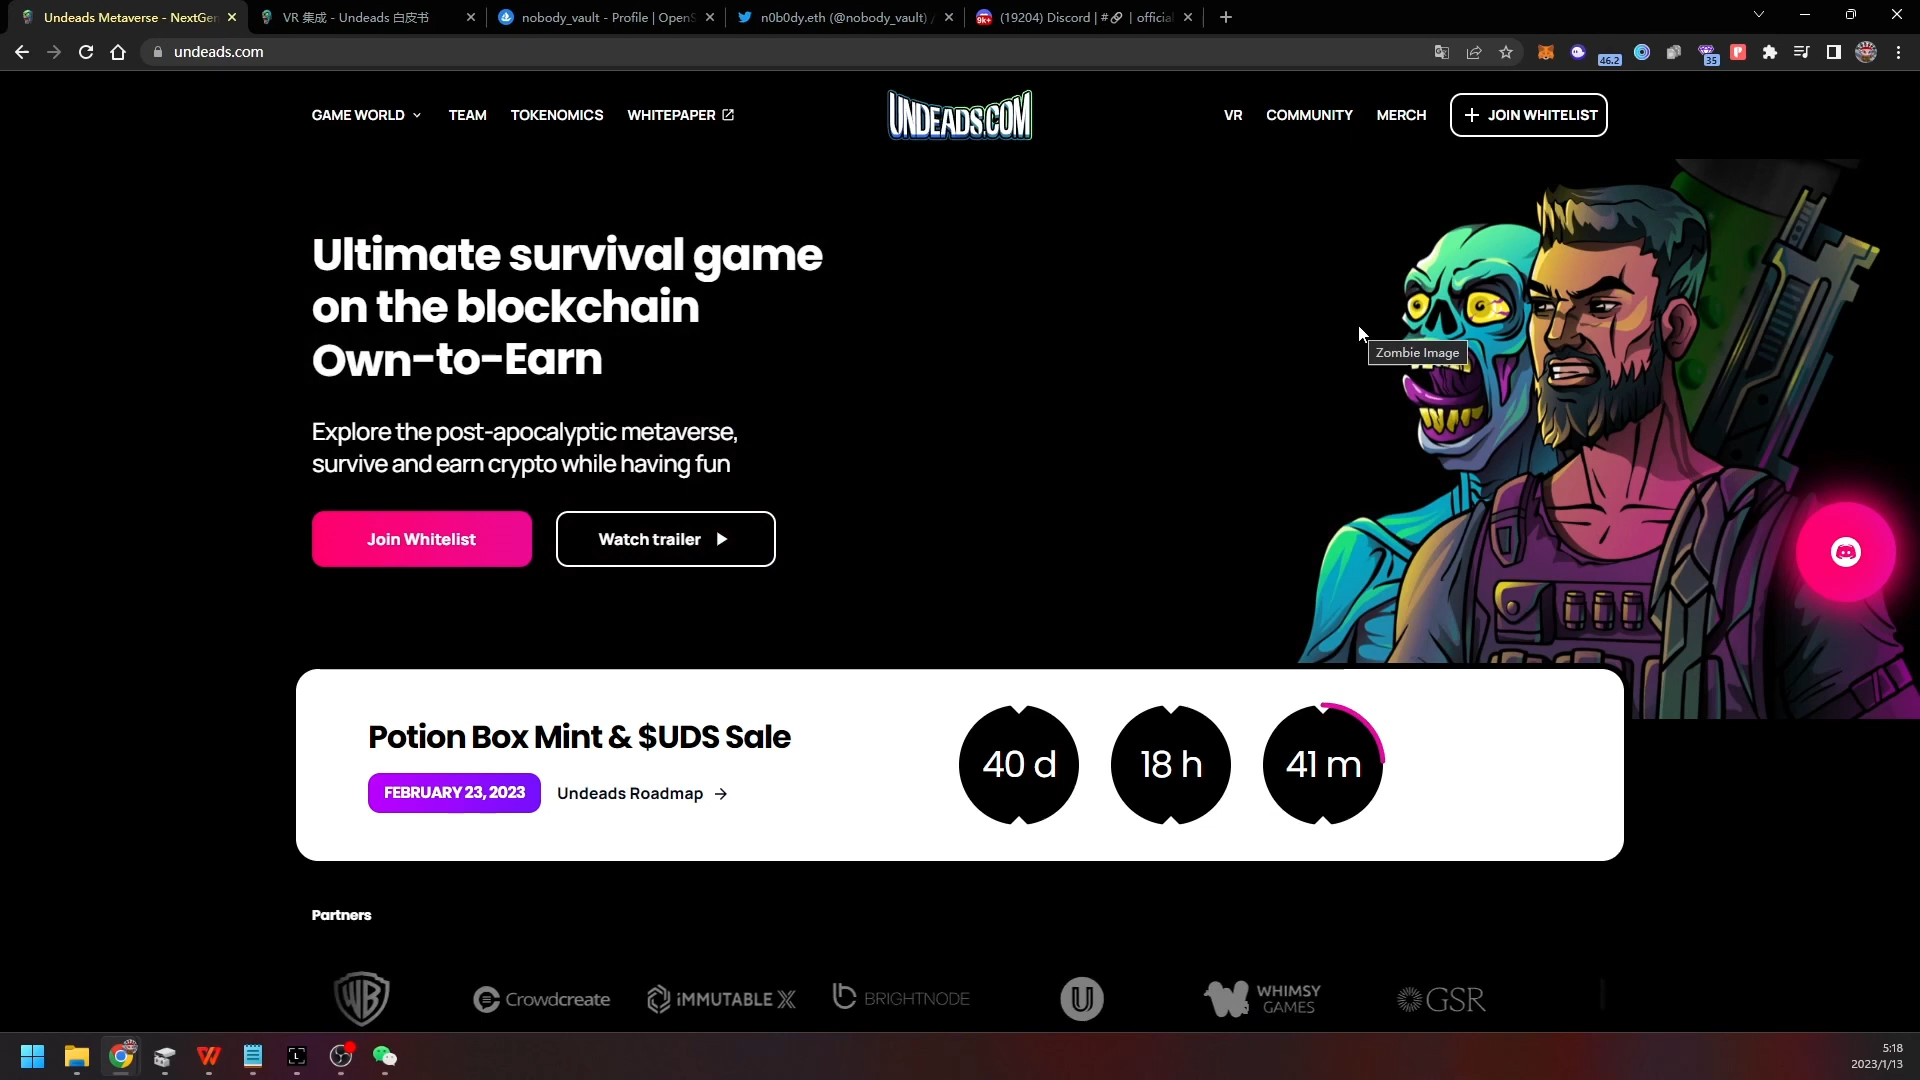 Undeads Metaverse - NextGen
VR 集成 - Undeads 白皮书
nobody_vault - Profile | OpenS
n0b0dy.eth (@nobody_vault) /
(19204) Discord | #🔗 | official
undeads.com
46.2
35
GAME WORLD
TEAM
TOKENOMICS
WHITEPAPER
UNDEADS.COM
VR
COMMUNITY
MERCH
JOIN WHITELIST
Ultimate survival game
on the blockchain
Own-to-Earn
Zombie Image
Explore the post-apocalyptic metaverse,
survive and earn crypto while having fun
Join Whitelist
Watch trailer
Potion Box Mint & $UDS Sale
FEBRUARY 23, 2023
Undeads Roadmap →
40 d
18 h
41 m
Partners
WB
Crowdcreate
IMMUTABLE X
BRIGHTNODE
U
WHIMSY
GAMES
GSR
5:18
2023/1/13